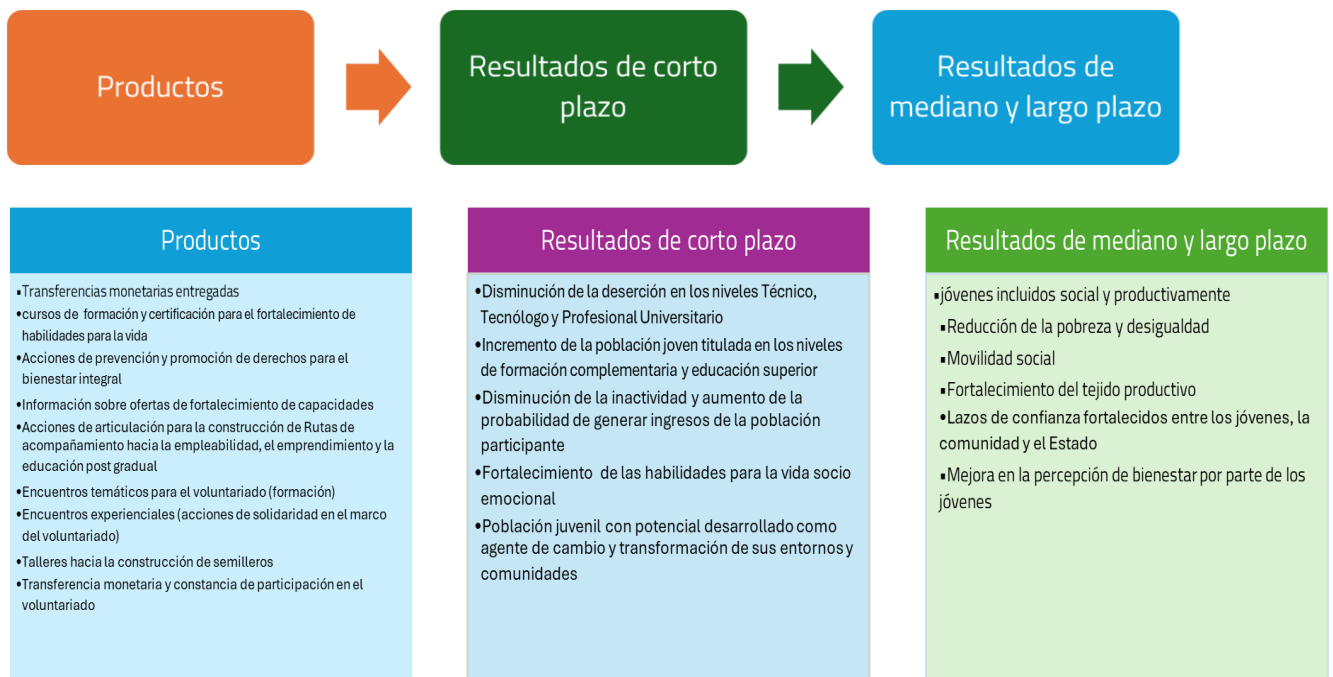 Productos
Resultados de corto
plazo
Resultados de
mediano y largo plazo
Productos
▪Transferencias monetarias entregadas
•cursos de formación y certificación para el fortalecimiento de
habilidades para la vida
•Acciones de prevención y promoción de derechos para el
bienestar integral
•Información sobre ofertas de fortalecimiento de capacidades
•Acciones de articulación para la construcción de Rutas de
acompañamiento hacia la empleabilidad, el emprendimiento y la
educación post gradual
•Encuentros temáticos para el voluntariado (formación)
•Encuentros experienciales (acciones de solidaridad en el marco
del voluntariado)
•Talleres hacia la construcción de semilleros
•Transferencia monetaria y constancia de participación en el
voluntariado
Resultados de corto plazo
•Disminución de la deserción en los niveles Técnico,
Tecnólogo y Profesional Universitario
•Incremento de la población joven titulada en los niveles
de formación complementaria y educación superior
•Disminución de la inactividad y aumento de la
probabilidad de generar ingresos de la población
participante
•Fortalecimiento de las habilidades para la vida socio
emocional
•Población juvenil con potencial desarrollado como
agente de cambio y transformación de sus entornos y
comunidades
Resultados de mediano y largo plazo
▪jóvenes incluidos social y productivamente
▪Reducción de la pobreza y desigualdad
▪Movilidad social
▪Fortalecimiento del tejido productivo
•Lazos de confianza fortalecidos entre los jóvenes, la
comunidad y el Estado
▪Mejora en la percepción de bienestar por parte de los
jóvenes